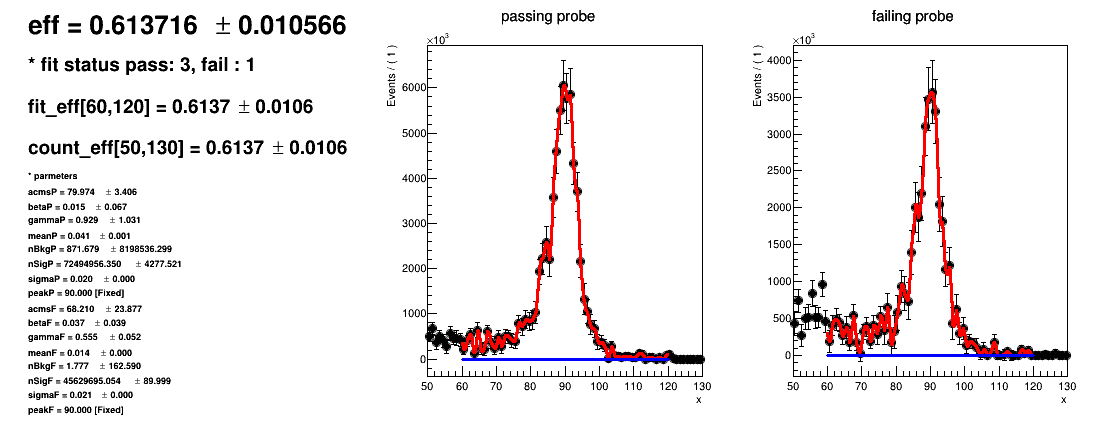 eff = 0.613716 ± 0.010566
* fit status pass: 3, fail : 1
fit_eff[60,120] = 0.6137 ± 0.0106
count_eff[50,130] = 0.6137 ± 0.0106
* parmeters
acmsP = 79.974 ± 3.406
betaP = 0.015 ± 0.067
gammaP = 0.929 ± 1.031
meanP = 0.041 ± 0.001
nBkgP = 871.679 ± 8198536.299
nSigP = 72494956.350 ± 4277.521
sigmaP = 0.020 ± 0.000
peakP = 90.000 [Fixed]
acmsF = 68.210 ± 23.877
betaF = 0.037 ± 0.039
gammaF = 0.555 ± 0.052
meanF = 0.014 ± 0.000
nBkgF = 1.777 ± 162.590
nSigF = 45629695.054 ± 89.999
sigmaF = 0.021 ± 0.000
peakF = 90.000 [Fixed]
passing probe
×10³
Events / ( 1 )
6000
5000
4000
3000
2000
1000
0
50 60 70 80 90 100 110 120 130
x
failing probe
×10³
Events / ( 1 )
4000
3500
3000
2500
2000
1500
1000
500
0
50 60 70 80 90 100 110 120 130
x